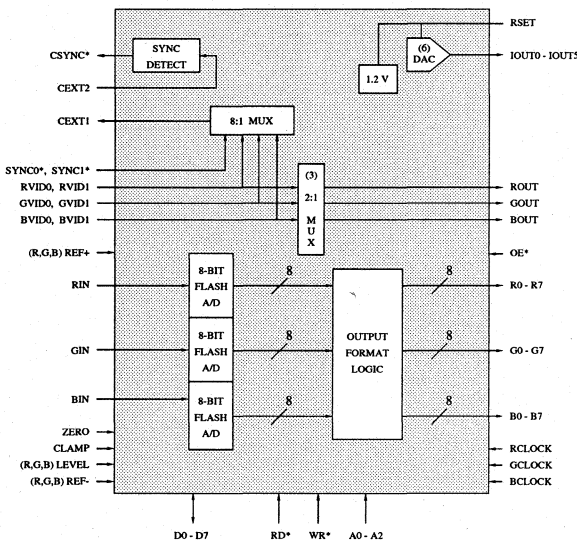 RSET
SYNC
DETECT
(6)
DAC
CSYNC*
IOUT0 - IOUT5
1.2 V
CEXT2
CEXT1
8:1 MUX
SYNC0*, SYNC1*
(3)
2:1
M
U
X
RVID0, RVID1
ROUT
GVID0, GVID1
GOUT
BVID0, BVID1
BOUT
(R,G,B) REF+
OE*
RIN
8-BIT
FLASH
A/D
8
8
R0 - R7
GIN
8-BIT
FLASH
A/D
8
OUTPUT
FORMAT
LOGIC
8
G0 - G7
BIN
8-BIT
FLASH
A/D
8
8
B0 - B7
ZERO
CLAMP
RCLOCK
(R,G,B) LEVEL
GCLOCK
(R,G,B) REF-
BCLOCK
D0 - D7
RD*
WR*
A0 - A2